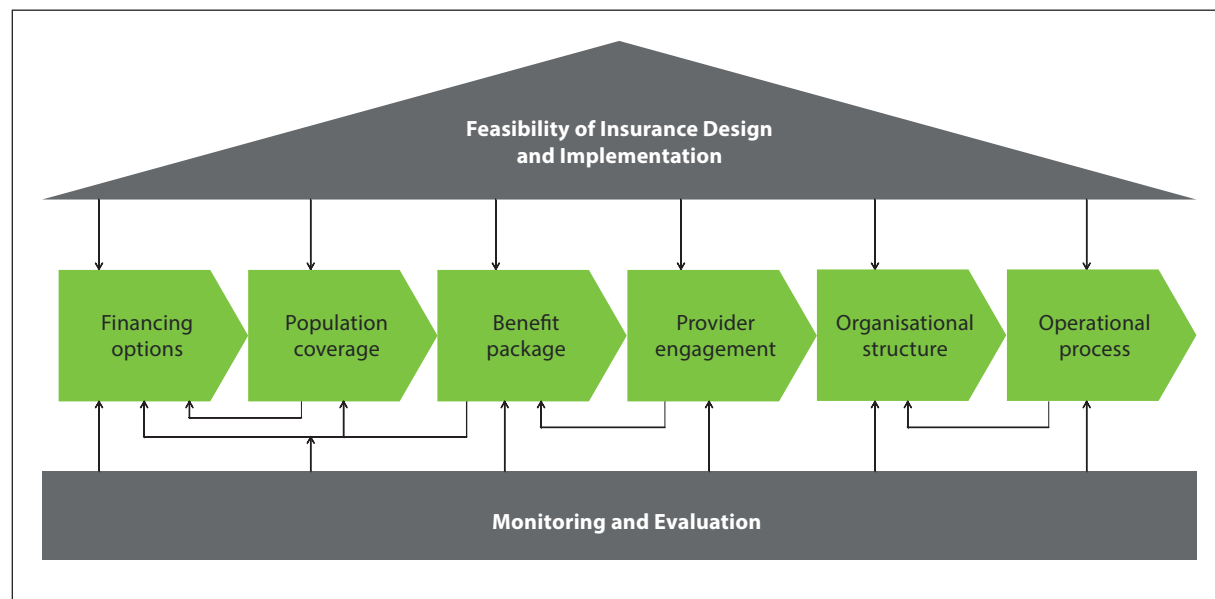 Feasibility of Insurance Design
and Implementation
Financing
options
Population
coverage
Benefit
package
Provider
engagement
Organisational
structure
Operational
process
Monitoring and Evaluation